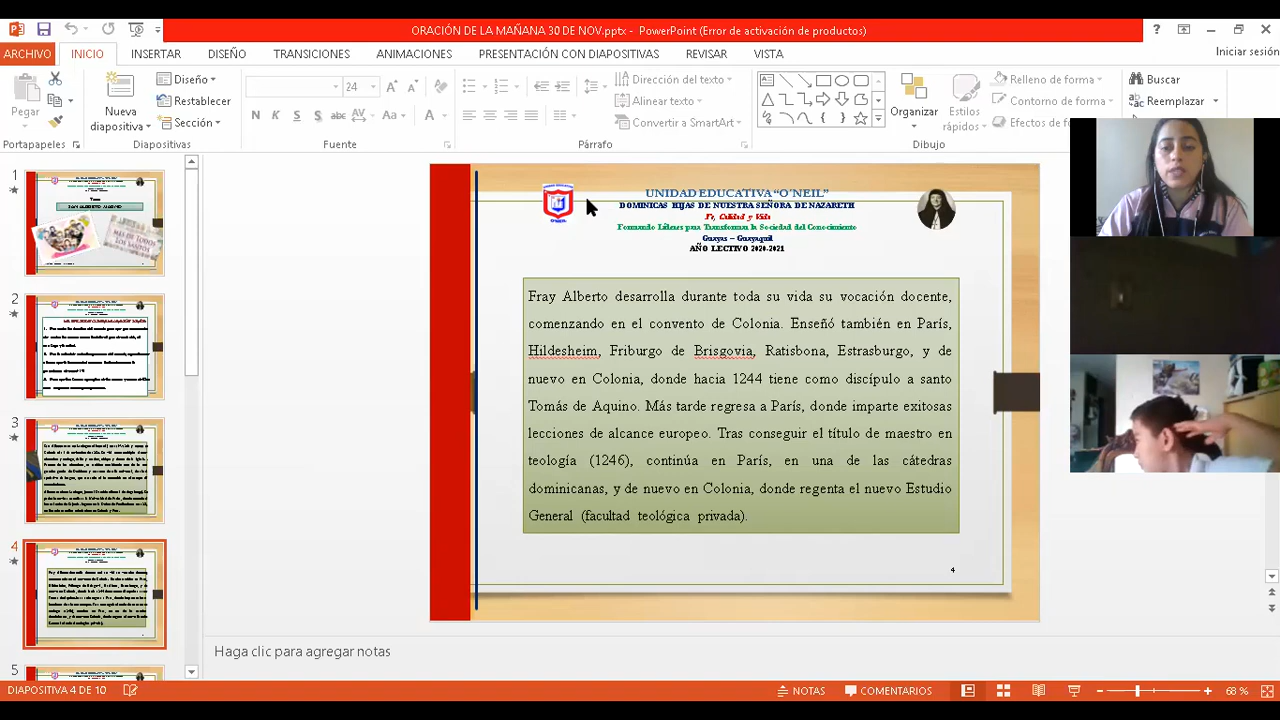 ORACIÓN DE LA MAÑANA 30 DE NOV.pptx - PowerPoint (Error de activación de productos)
ARCHIVO INICIO INSERTAR DISEÑO TRANSICIONES ANIMACIONES PRESENTACIÓN CON DIAPOSITIVAS REVISAR VISTA Iniciar sesión
Pegar
Nueva diapositiva
Diseño
Restablecer
Sección
24
N K S abc AV Aa A
Dirección del texto
Alinear texto
Convertir a SmartArt
Organizar
Estilos rápidos
Relleno de forma
Contorno de forma
Efectos de
Buscar
Reemplazar
Portapapeles Diapositivas Fuente Párrafo Dibujo
1
2
3
4
5
UNIDAD EDUCATIVA “O´NEIL”
DOMINICAS HIJAS DE NUESTRA SEÑORA DE NAZARETH
Fe, Calidad y Vida
Formando Líderes para Transformar la Sociedad del Conocimiento
Guayas – Guayaquil
AÑO LECTIVO 2020-2021
Fray Alberto desarrolla durante toda su vida su vocación docente,
comenzando en el convento de Colonia. Enseñó también en París,
Hildesheim, Friburgo de Brisgovia, Ratisbona, Estrasburgo, y de
nuevo en Colonia, donde hacia 1244 tiene como discípulo a santo
Tomás de Aquino. Más tarde regresa a París, donde imparte exitosas
de alcance europeo. Tras conseguir el título de maestro en
teología (1246), continúa en París, en una de las cátedras
dominicanas, y de nuevo en Colonia, donde regenta el nuevo Estudio
General (facultad teológica privada).
4
Haga clic para agregar notas
DIAPOSITIVA 4 DE 10 NOTAS COMENTARIOS 68 %